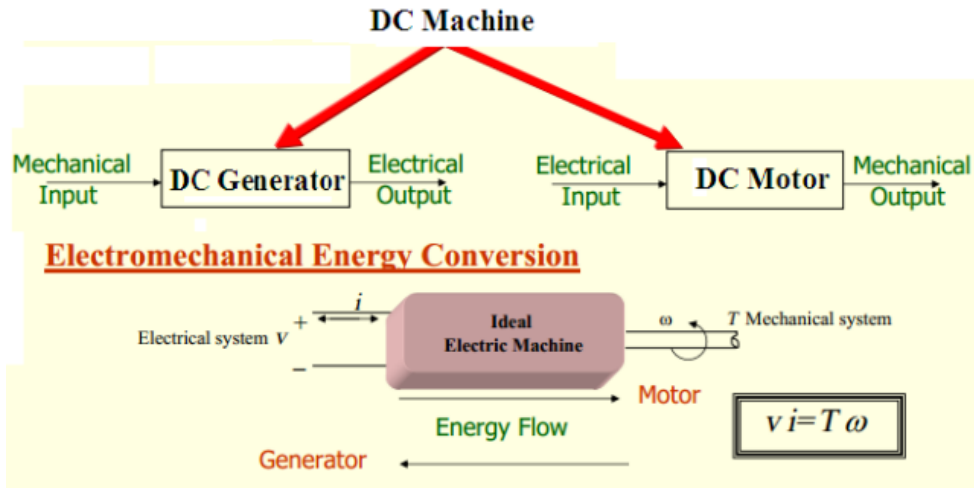 DC Machine
Mechanical Input
DC Generator
Electrical Output
Electrical Input
DC Motor
Mechanical Output
Electromechanical Energy Conversion
i
+
Electrical system V
−
Ideal
Electric Machine
ω
T Mechanical system
Motor
Energy Flow
Generator
v i = T ω